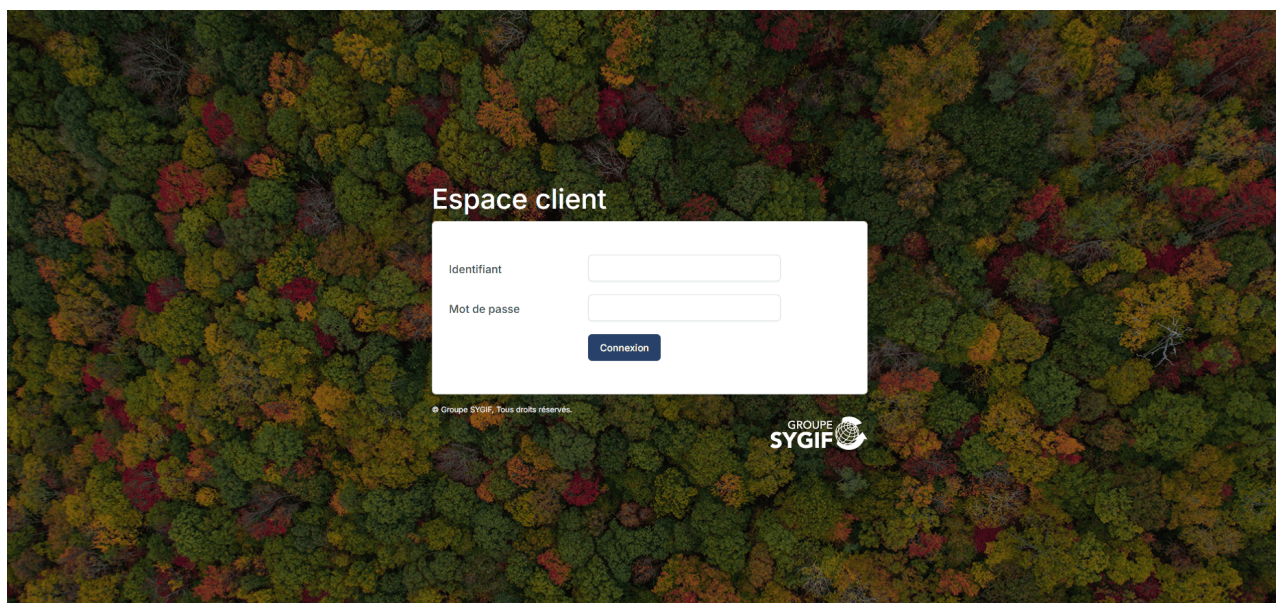 Espace client
Identifiant
Mot de passe
Connexion
© Groupe SYGIF, Tous droits réservés.
GROUPE
SYGIF